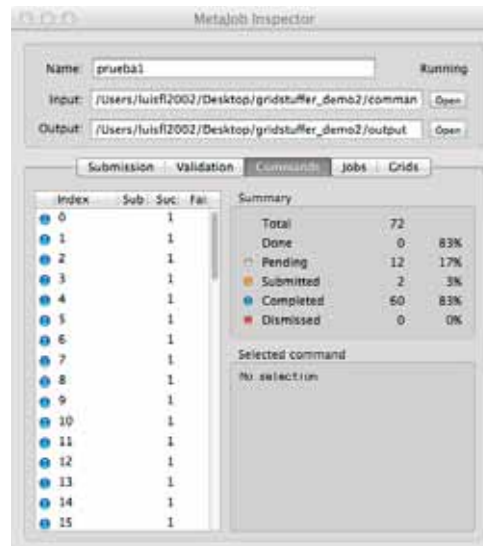 MetaJob Inspector
Name: prueba1 Running
Input: /Users/luisfl2002/Desktop/gridstuffer_demo2/comman Open
Output: /Users/luisfl2002/Desktop/gridstuffer_demo2/output Open
Submission Validation Commands Jobs Grids
Index Sub Suc Fai
0 1
1 1
2 1
3 1
4 1
5 1
6 1
7 1
8 1
9 1
10 1
11 1
12 1
13 1
14 1
15 1
Summary
Total 72
Done 0 83%
Pending 12 17%
Submitted 2 3%
Completed 60 83%
Dismissed 0 0%
Selected command
No selection